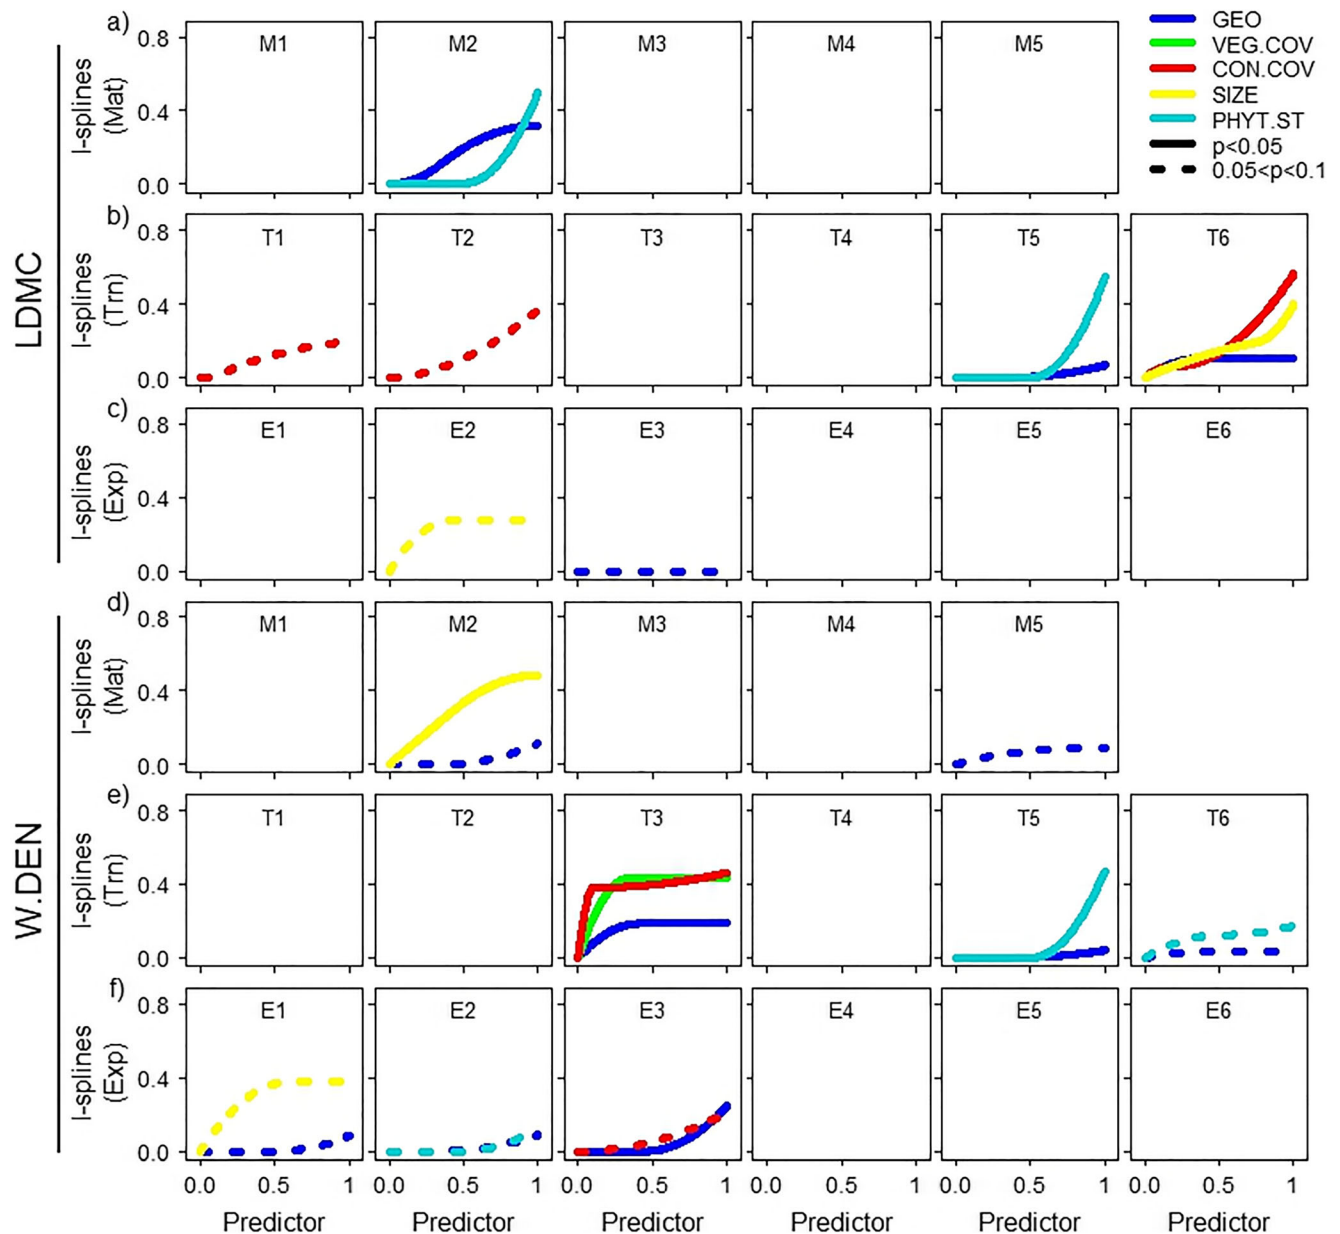 a)
0.8
0.4
0.0
I-splines
(Mat)
M1
M2
M3
M4
M5
GEO
VEG.COV
CON.COV
SIZE
PHYT.ST
p<0.05
0.05<p<0.1
LDMC
b)
0.8
0.4
0.0
I-splines
(Trn)
T1
T2
T3
T4
T5
T6
c)
0.8
0.4
0.0
I-splines
(Exp)
E1
E2
E3
E4
E5
E6
W.DEN
d)
0.8
0.4
0.0
I-splines
(Mat)
M1
M2
M3
M4
M5
e)
0.8
0.4
0.0
I-splines
(Trn)
T1
T2
T3
T4
T5
T6
f)
0.8
0.4
0.0
I-splines
(Exp)
E1
E2
E3
E4
E5
E6
0.0 0.5 1
0.0 0.5 1
0.0 0.5 1
0.0 0.5 1
0.0 0.5 1
0.0 0.5 1
Predictor
Predictor
Predictor
Predictor
Predictor
Predictor